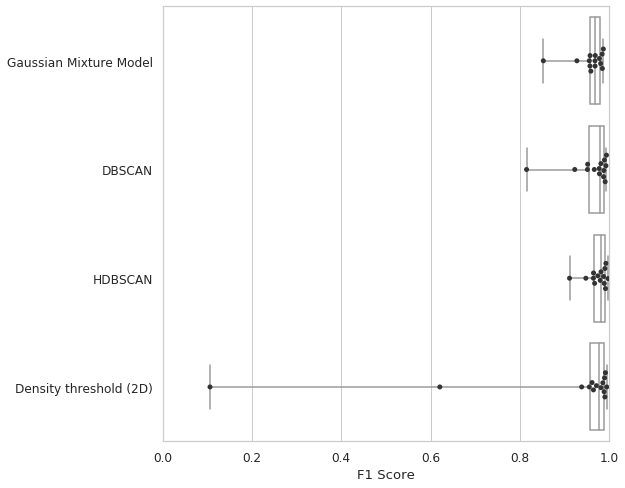 Gaussian Mixture Model
DBSCAN
HDBSCAN
Density threshold (2D)
0.0 0.2 0.4 0.6 0.8 1.0
F1 Score